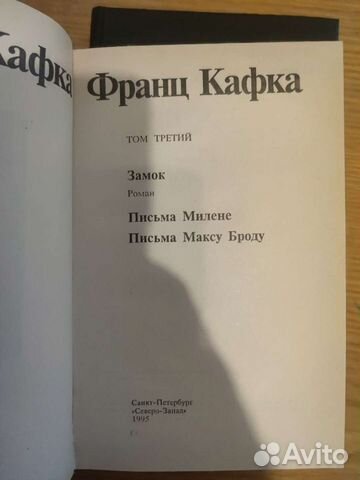 Кафка
Франц Кафка
ТОМ ТРЕТИЙ
Замок
Роман
Письма Милене
Письма Максу Броду
Санкт-Петербург
«Северо-Запад»
1995
Avito